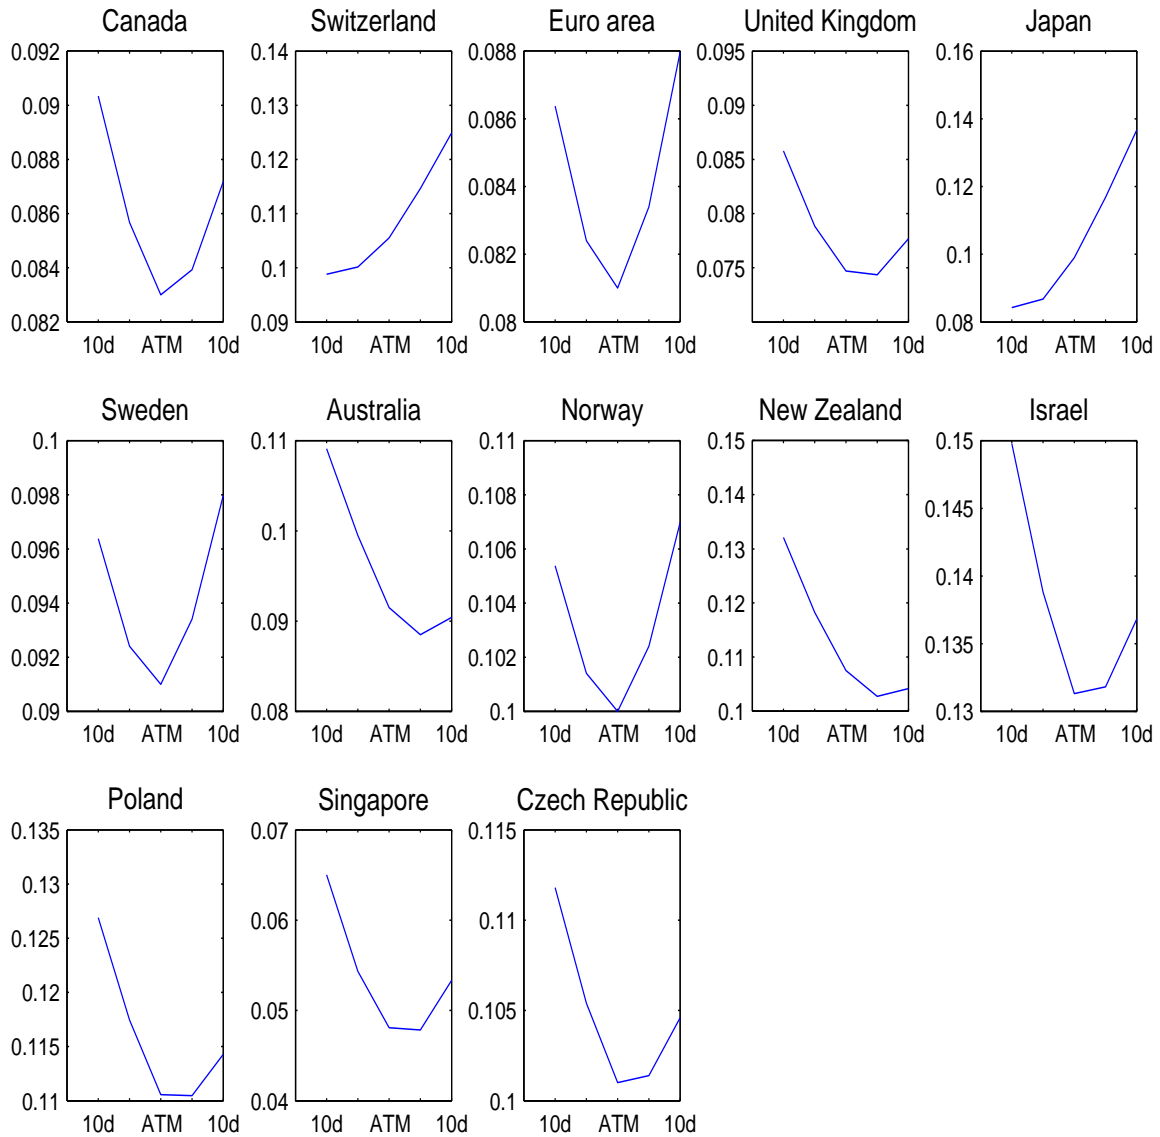 Canada
0.092
0.09
0.088
0.086
0.084
0.082
10d ATM 10d
Switzerland
0.14
0.13
0.12
0.11
0.1
0.09
10d ATM 10d
Euro area
0.088
0.086
0.084
0.082
0.08
10d ATM 10d
United Kingdom
0.095
0.09
0.085
0.08
0.075
10d ATM 10d
Japan
0.16
0.14
0.12
0.1
0.08
10d ATM 10d
Sweden
0.1
0.098
0.096
0.094
0.092
0.09
10d ATM 10d
Australia
0.11
0.1
0.09
0.08
10d ATM 10d
Norway
0.11
0.108
0.106
0.104
0.102
0.1
10d ATM 10d
New Zealand
0.15
0.14
0.13
0.12
0.11
0.1
10d ATM 10d
Israel
0.15
0.145
0.14
0.135
0.13
10d ATM 10d
Poland
0.135
0.13
0.125
0.12
0.115
0.11
10d ATM 10d
Singapore
0.07
0.06
0.05
0.04
10d ATM 10d
Czech Republic
0.115
0.11
0.105
0.1
10d ATM 10d